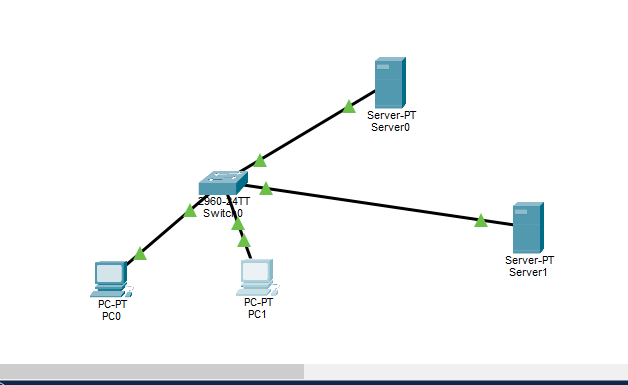 Server-PT
Server0
2960-24TT
Switch0
Server-PT
Server1
PC-PT
PC0
PC-PT
PC1